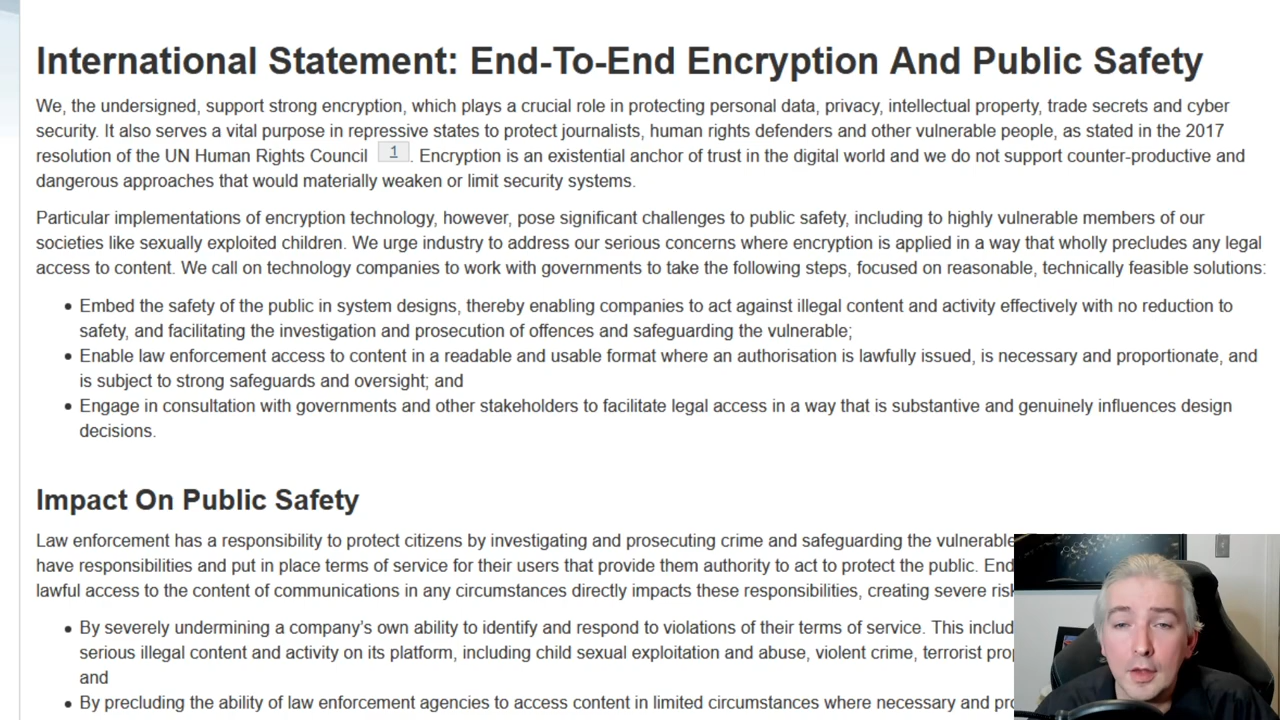 International Statement: End-To-End Encryption And Public Safety
We, the undersigned, support strong encryption, which plays a crucial role in protecting personal data, privacy, intellectual property, trade secrets and cyber
security. It also serves a vital purpose in repressive states to protect journalists, human rights defenders and other vulnerable people, as stated in the 2017
resolution of the UN Human Rights Council 1 . Encryption is an existential anchor of trust in the digital world and we do not support counter-productive and
dangerous approaches that would materially weaken or limit security systems.
Particular implementations of encryption technology, however, pose significant challenges to public safety, including to highly vulnerable members of our
societies like sexually exploited children. We urge industry to address our serious concerns where encryption is applied in a way that wholly precludes any legal
access to content. We call on technology companies to work with governments to take the following steps, focused on reasonable, technically feasible solutions:
• Embed the safety of the public in system designs, thereby enabling companies to act against illegal content and activity effectively with no reduction to
safety, and facilitating the investigation and prosecution of offences and safeguarding the vulnerable;
• Enable law enforcement access to content in a readable and usable format where an authorisation is lawfully issued, is necessary and proportionate, and
is subject to strong safeguards and oversight; and
• Engage in consultation with governments and other stakeholders to facilitate legal access in a way that is substantive and genuinely influences design
decisions.
Impact On Public Safety
Law enforcement has a responsibility to protect citizens by investigating and prosecuting crime and safeguarding the vulnerable
have responsibilities and put in place terms of service for their users that provide them authority to act to protect the public. End
lawful access to the content of communications in any circumstances directly impacts these responsibilities, creating severe
• By severely undermining a company's own ability to identify and respond to violations of their terms of service. This
serious illegal content and activity on its platform, including child sexual exploitation and abuse, violent crime, terrorist
and
• By precluding the ability of law enforcement agencies to access content in limited circumstances where necessary and